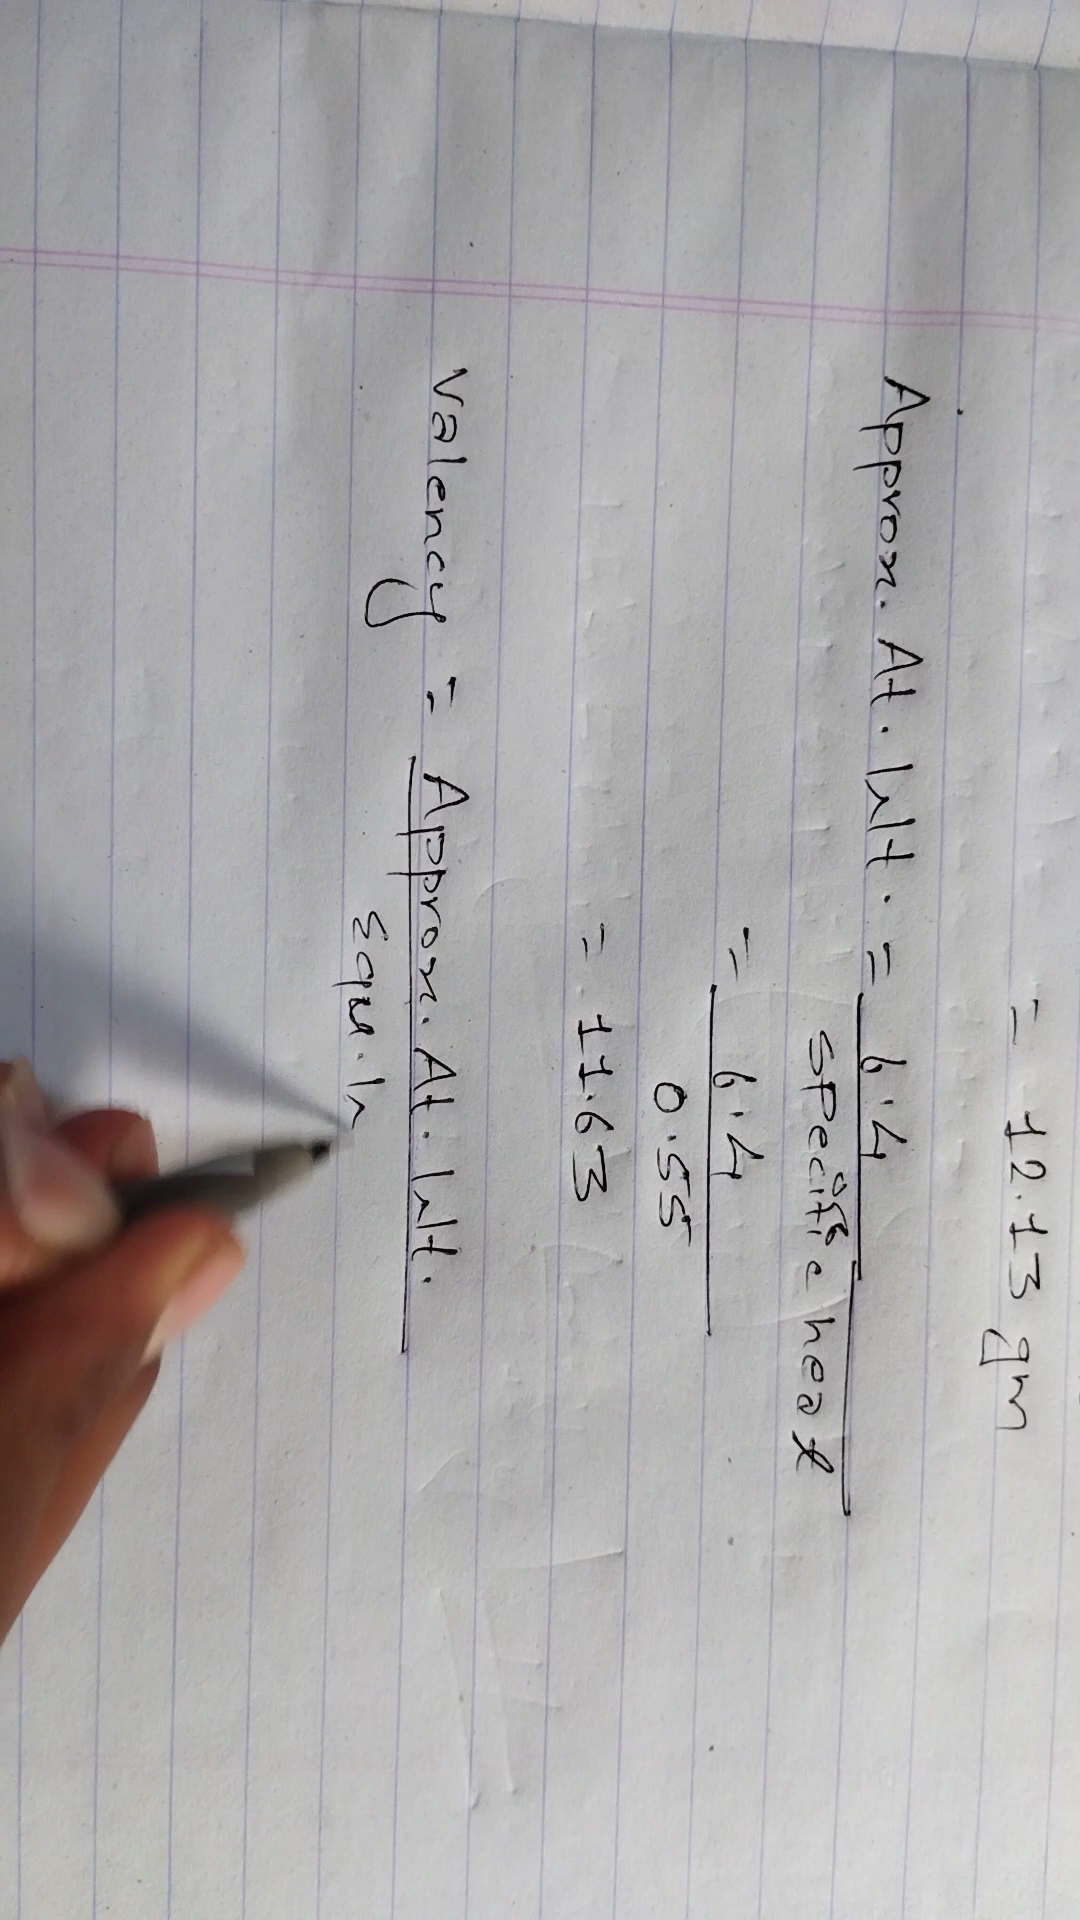 = 12.13 gm
Approx. At. Wt. = 6.4
specific heat
= 6.4
0.55
= 11.63
Valency = Approx. At. Wt.
Equ.